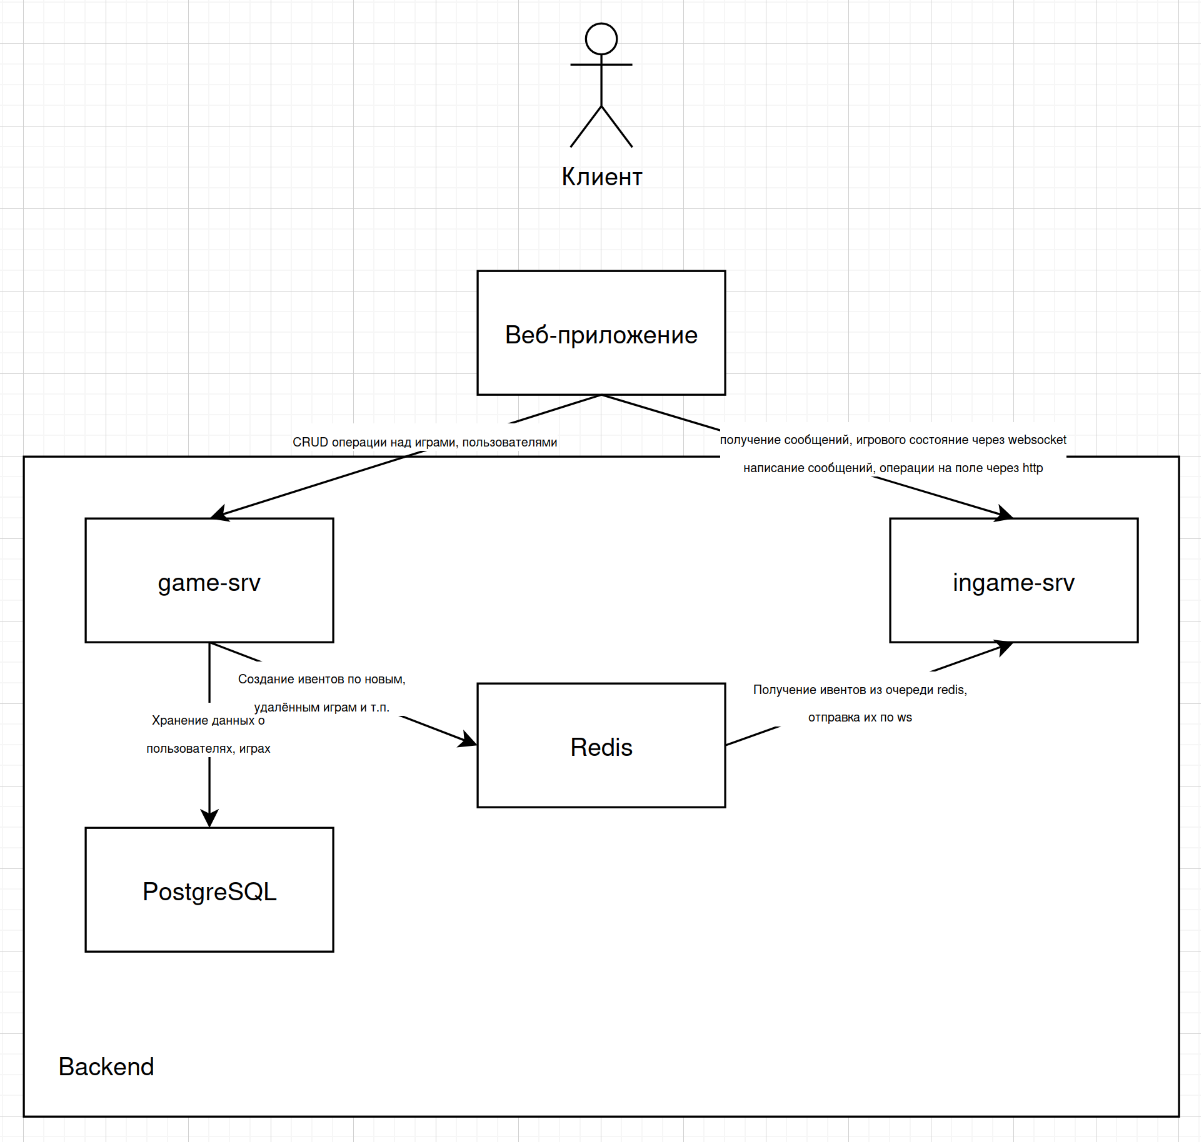 Клиент
Веб-приложение
CRUD операции над играми, пользователями
получение сообщений, игрового состояние через websocket
написание сообщений, операции на поле через http
game-srv
ingame-srv
Создание ивентов по новым,
удалённым играм и т.п.
Получение ивентов из очереди redis,
отправка их по ws
Хранение данных о
пользователях, играх
Redis
PostgreSQL
Backend